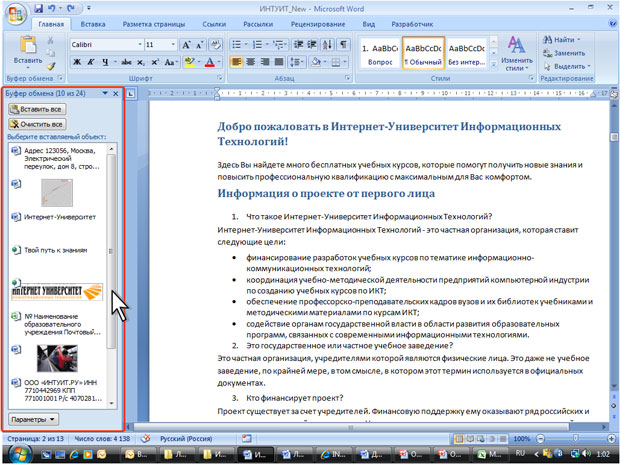 ИНТУИТ_New - Microsoft Word
Главная Вставка Разметка страницы Ссылки Рассылки Рецензирование Вид Разработчик
Calibri 11
Вставить
Ж К Ч
AaBbCc AaBbCcDc AaBbCcDc
1. Вопрос ¶ Обычный Без интер...
Изменить стили
Найти
Заменить
Выделить
Буфер обмена Шрифт Абзац Стили Редактирование
Буфер обмена (10 из 24)
Вставить все
Очистить все
Выберите вставляемый объект:
Адрес 123056, Москва,
Электрический
переулок, дом 8, стро...
Интернет-Университет
Твой путь к знаниям
ИНТЕРНЕТ УНИВЕРСИТЕТ
№ Наименование
образовательного
учреждения Почтовый...
ООО «ИНТУИТ.РУ» ИНН
7710442969 КПП
771001001 Р/с 4070281...
Параметры
Добро пожаловать в Интернет-Университет Информационных
Технологий!
Здесь Вы найдете много бесплатных учебных курсов, которые помогут получить новые знания и
повысить профессиональную квалификацию с максимальным для Вас комфортом.
Информация о проекте от первого лица
1. Что такое Интернет-Университет Информационных Технологий?
Интернет-Университет Информационных Технологий - это частная организация, которая ставит
следующие цели:
• финансирование разработок учебных курсов по тематике информационно-
коммуникационных технологий;
• координация учебно-методической деятельности предприятий компьютерной индустрии
по созданию учебных курсов по ИКТ;
• обеспечение профессорско-преподавательских кадров вузов и их библиотек учебниками и
методическими материалами по курсам ИКТ;
• содействие органам государственной власти в области развития образовательных
программ, связанных с современными информационными технологиями.
2. Это государственное или частное учебное заведение?
Это частная организация, учредителями которой являются физические лица. Это даже не учебное
заведение, по крайней мере, в том смысле, в котором этот термин используется в официальных
документах.
3. Кто финансирует проект?
Проект существует за счет учредителей. Финансовую поддержку ему оказывают ряд российских и
Страница: 2 из 13 Число слов: 4 138 Русский (Россия) 100%
RU 1:02